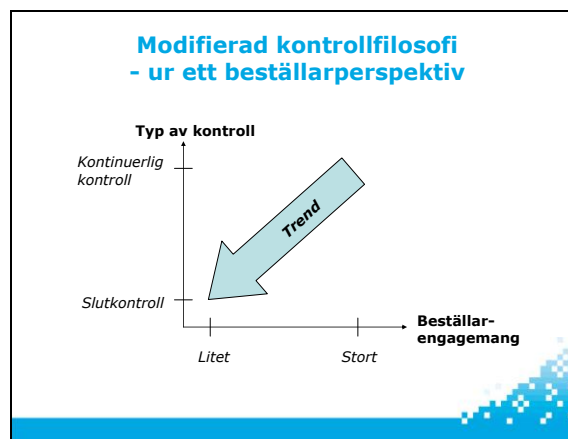 Modifierad kontrollfilosofi
- ur ett beställarperspektiv
Typ av kontroll
Kontinuerlig
kontroll
Trend
Slutkontroll
Beställar-
engagemang
Litet
Stort